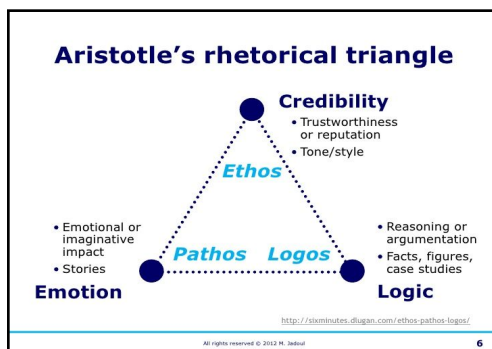 Aristotle's rhetorical triangle
Credibility
• Trustworthiness
or reputation
• Tone/style
Ethos
• Emotional or
imaginative
impact
• Stories
Pathos Logos
• Reasoning or
argumentation
• Facts, figures,
case studies
Emotion
Logic
http://sixminutes.dlugan.com/ethos-pathos-logos/
All rights reserved © 2012 M. Jadoul
6